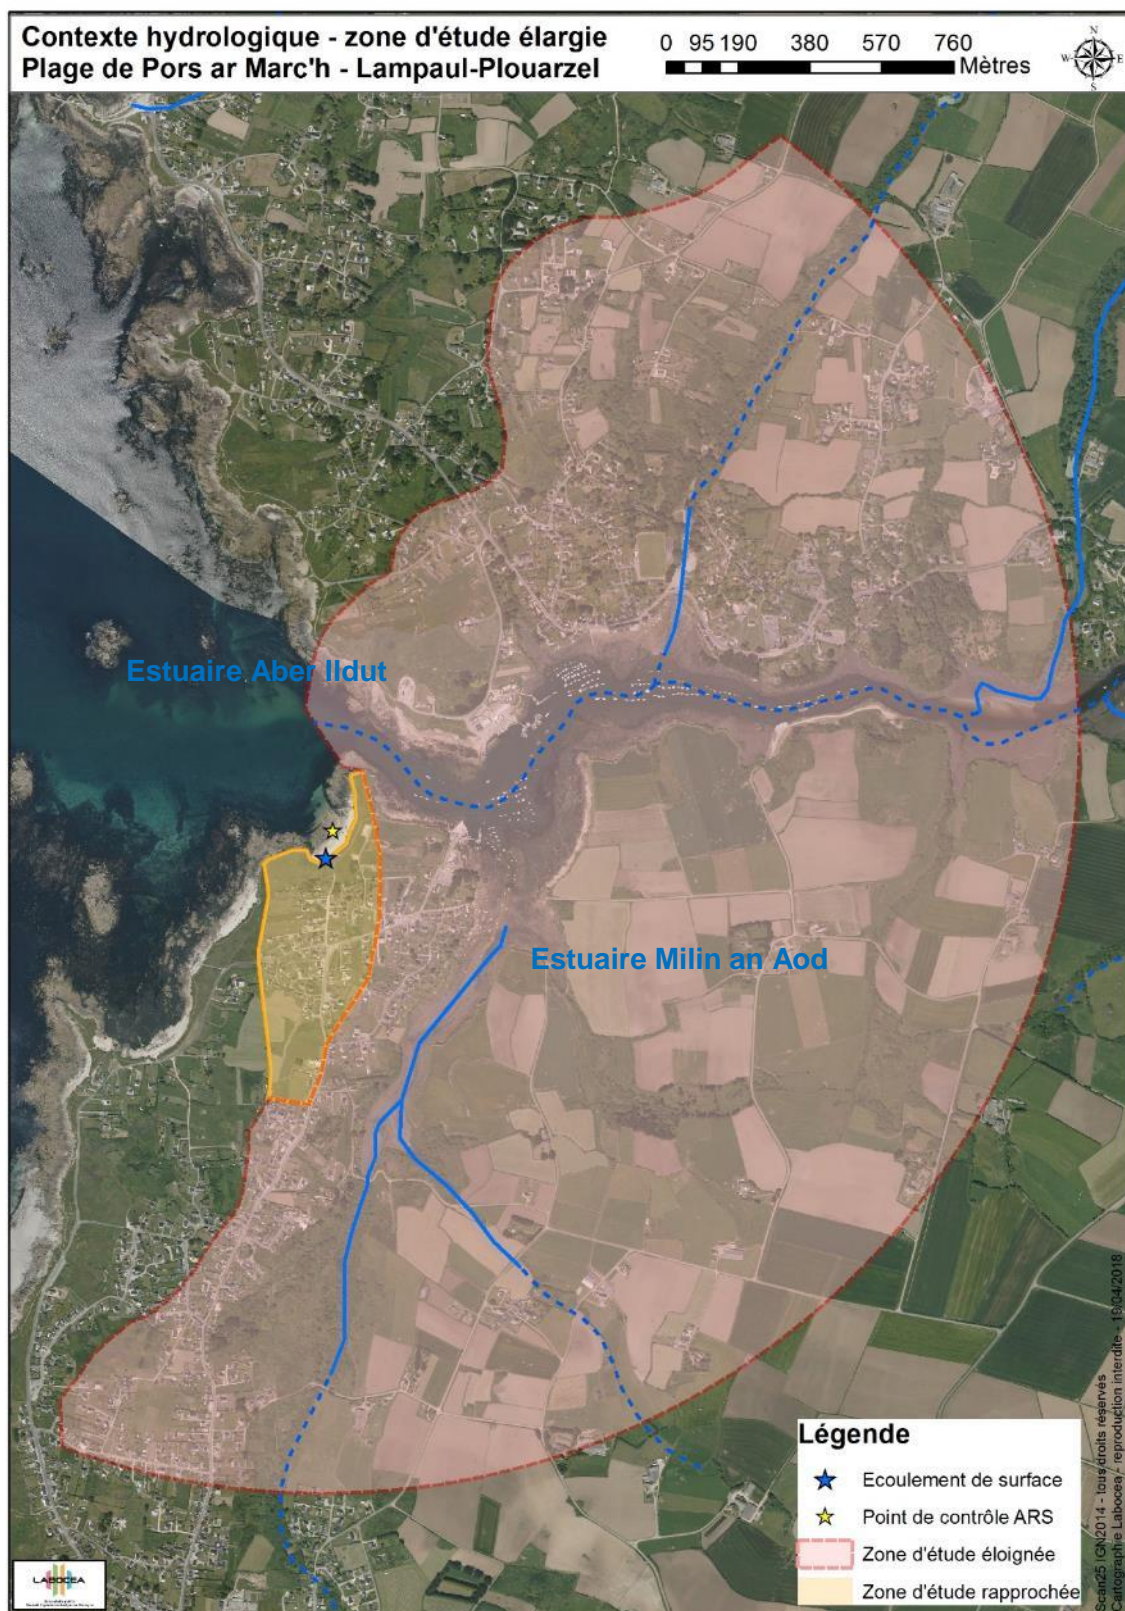 Contexte hydrologique - zone d'étude élargie
Plage de Pors ar Marc'h - Lampaul-Plouarzel
0 95 190 380 570 760
Mètres
N
W E
S
Estuaire Aber Ildut
Estuaire Milin an Aod
Légende
Ecoulement de surface
Point de contrôle ARS
Zone d'étude éloignée
Zone d'étude rapprochée
LABOCEA
Scan25 IGN2014 - tous droits réservés
Cartographie Labocea - reproduction interdite - 19/04/2018